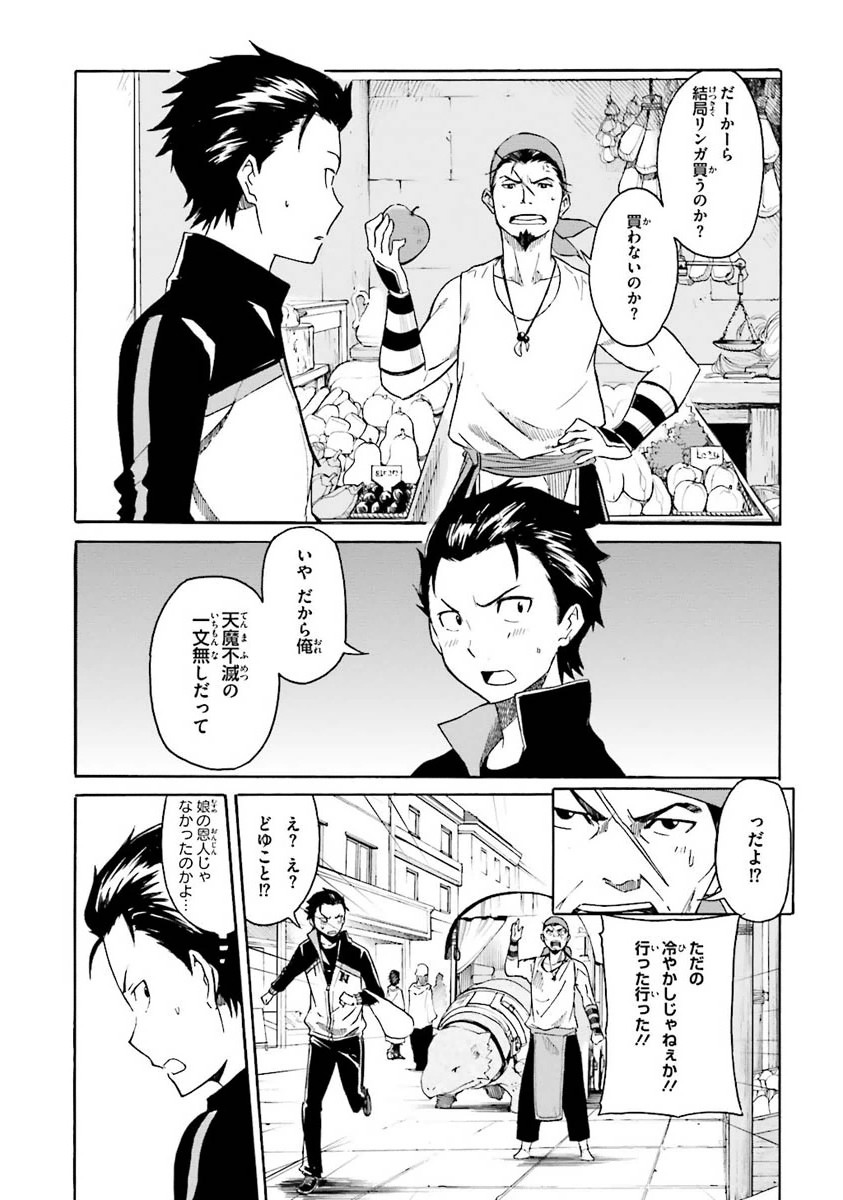 だーかーら
結局リンガ買うのか？
買わないのか？
いや だから俺
天魔不滅の
一文無しだって
っだよ!?
ただの
冷やかしじゃねぇか!!
行った行った!!
え？ え？
どゆこと!?
娘の恩人じゃ
なかったのかよ…